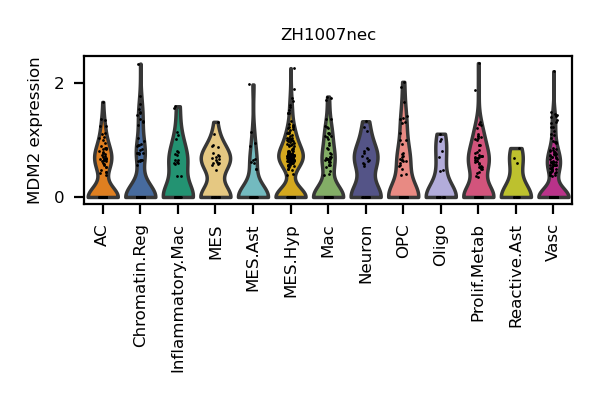 ZH1007nec
MDM2 expression
2
0
AC
Chromatin.Reg
Inflammatory.Mac
MES
MES.Ast
MES.Hyp
Mac
Neuron
OPC
Oligo
Prolif.Metab
Reactive.Ast
Vasc